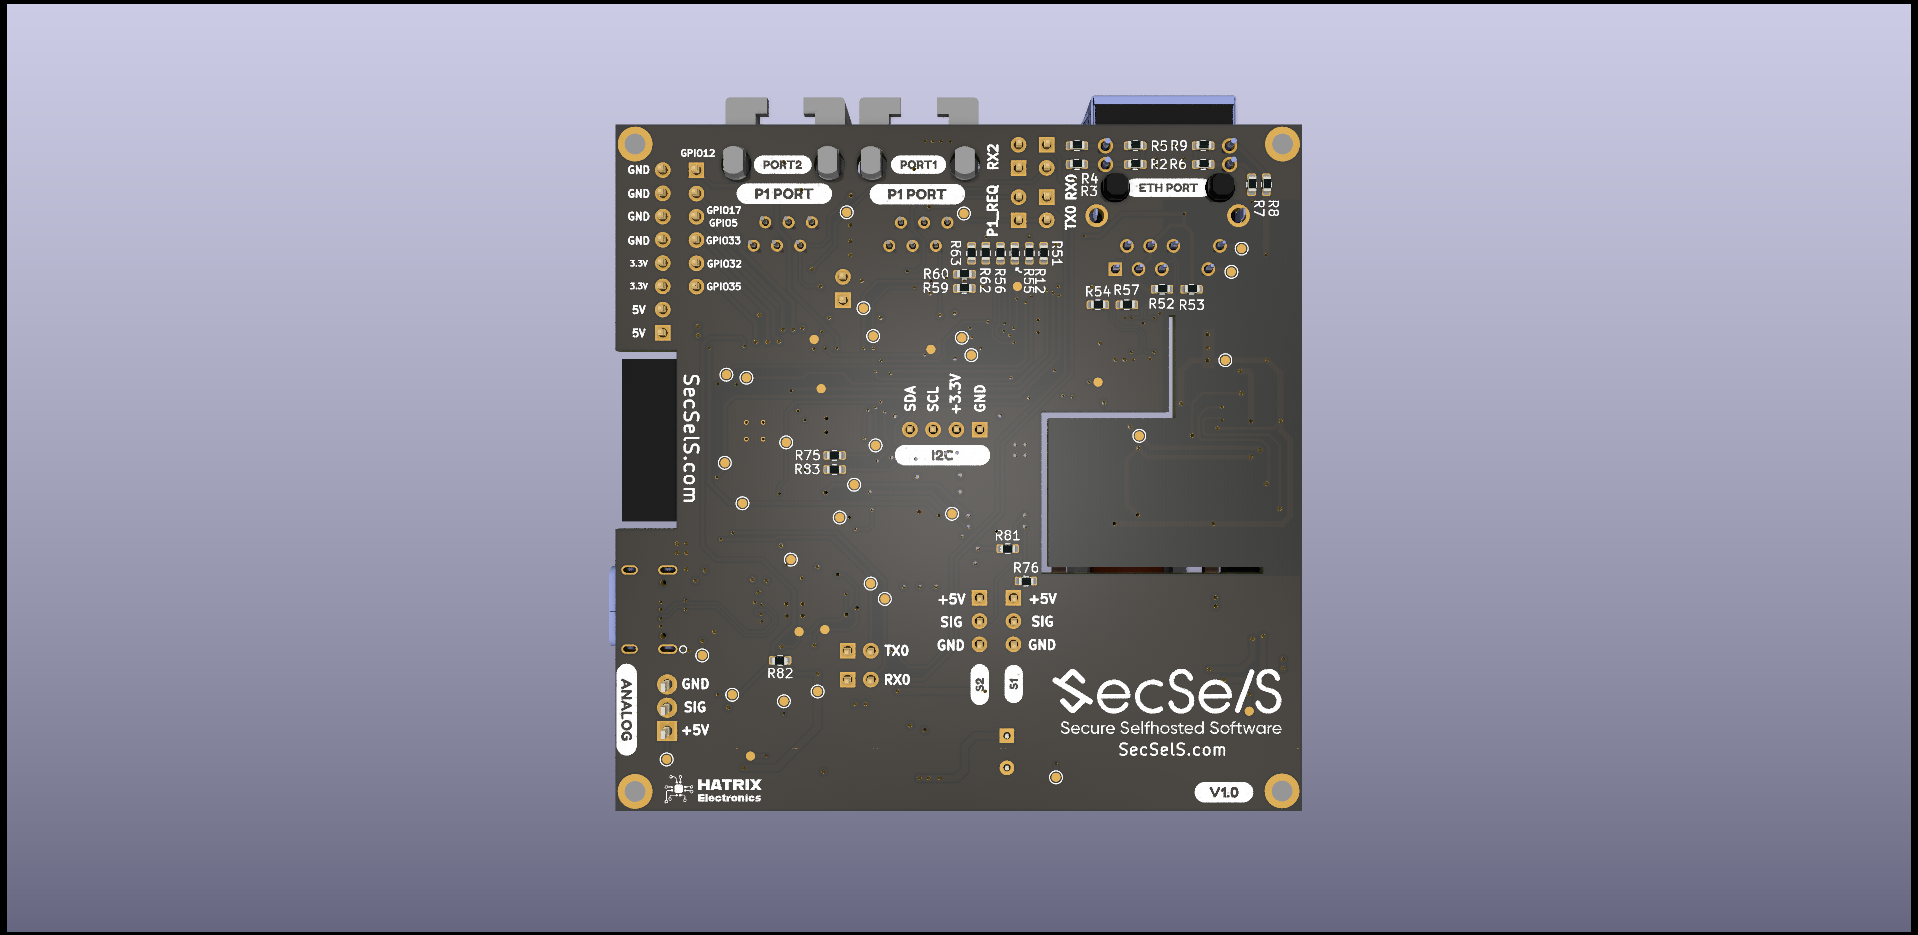 GPIO12
GND
GND
GND
GPIO17
GPIO5
GND
GPIO33
3.3V
GPIO32
3.3V
GPIO35
5V
5V
PORT2
P1 PORT
PORT1
P1 PORT
RX2
P1_REQ
RX0
TX0
R5
R9
R2
R6
R4
R3
ETH PORT
R7
R8
R63
R62
R56
R55
R12
R51
R60
R59
R54
R57
R52
R53
SecSelS.com
SDA
SCL
+3.3V
GND
I2C
R75
R83
R81
R76
+5V
SIG
GND
S2
+5V
SIG
GND
S1
TX0
RX0
R82
ANALOG
GND
SIG
+5V
SecSelS
Secure Selfhosted Software
SecSelS.com
HATRIX
Electronics
V1.0